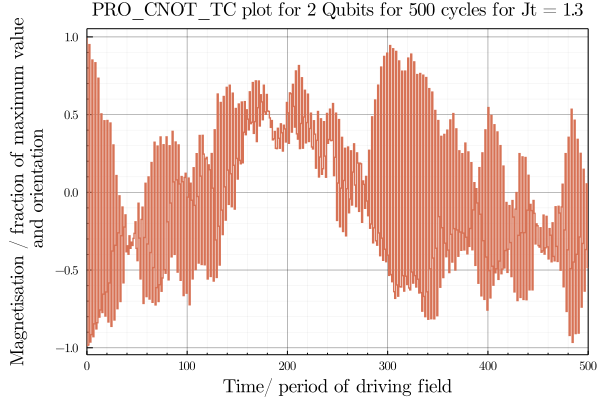 PRO_CNOT_TC plot for 2 Qubits for 500 cycles for Jt = 1.3
Magnetisation / fraction of maximum value
and orientation
1.0
0.5
0.0
−0.5
−1.0
0 100 200 300 400 500
Time/ period of driving field